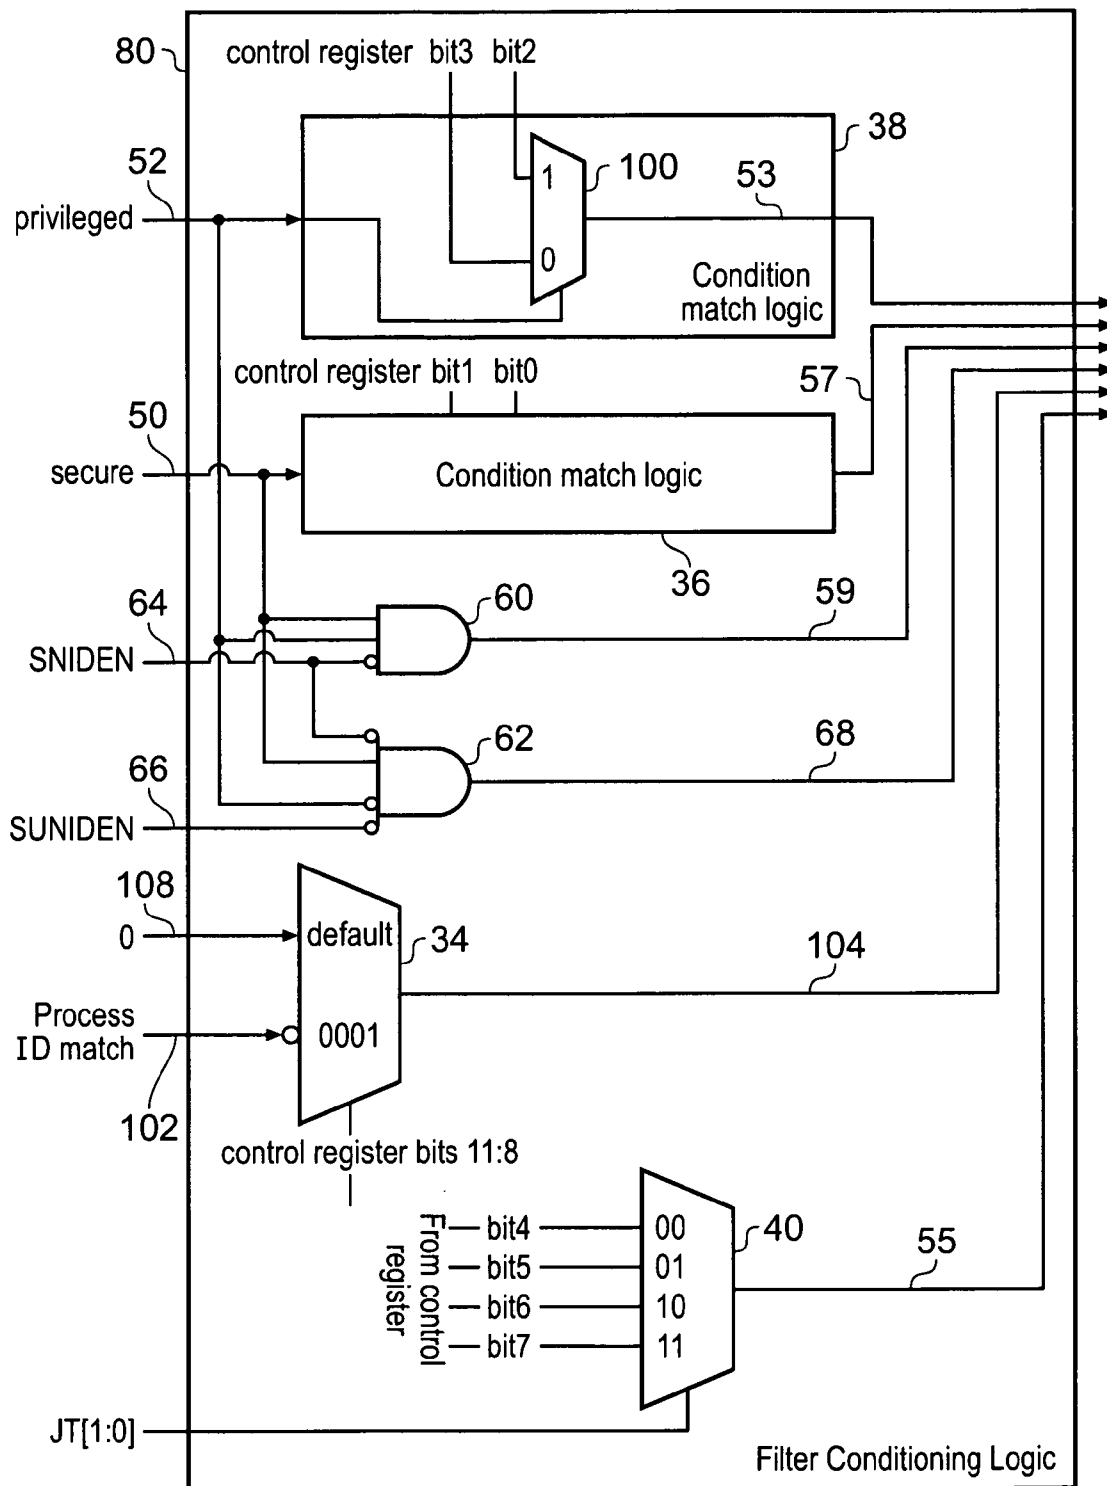 80
control register bit3 bit2
38
52
100
53
1
privileged
0
Condition
match logic
control register bit1 bit0
57
50
secure
Condition match logic
36
64
60
59
SNIDEN
62
68
66
SUNIDEN
108
0
default
34
104
Process
ID match
0001
102
control register bits 11:8
From control
register
bit4
00
40
bit5
01
55
bit6
10
bit7
11
JT[1:0]
Filter Conditioning Logic